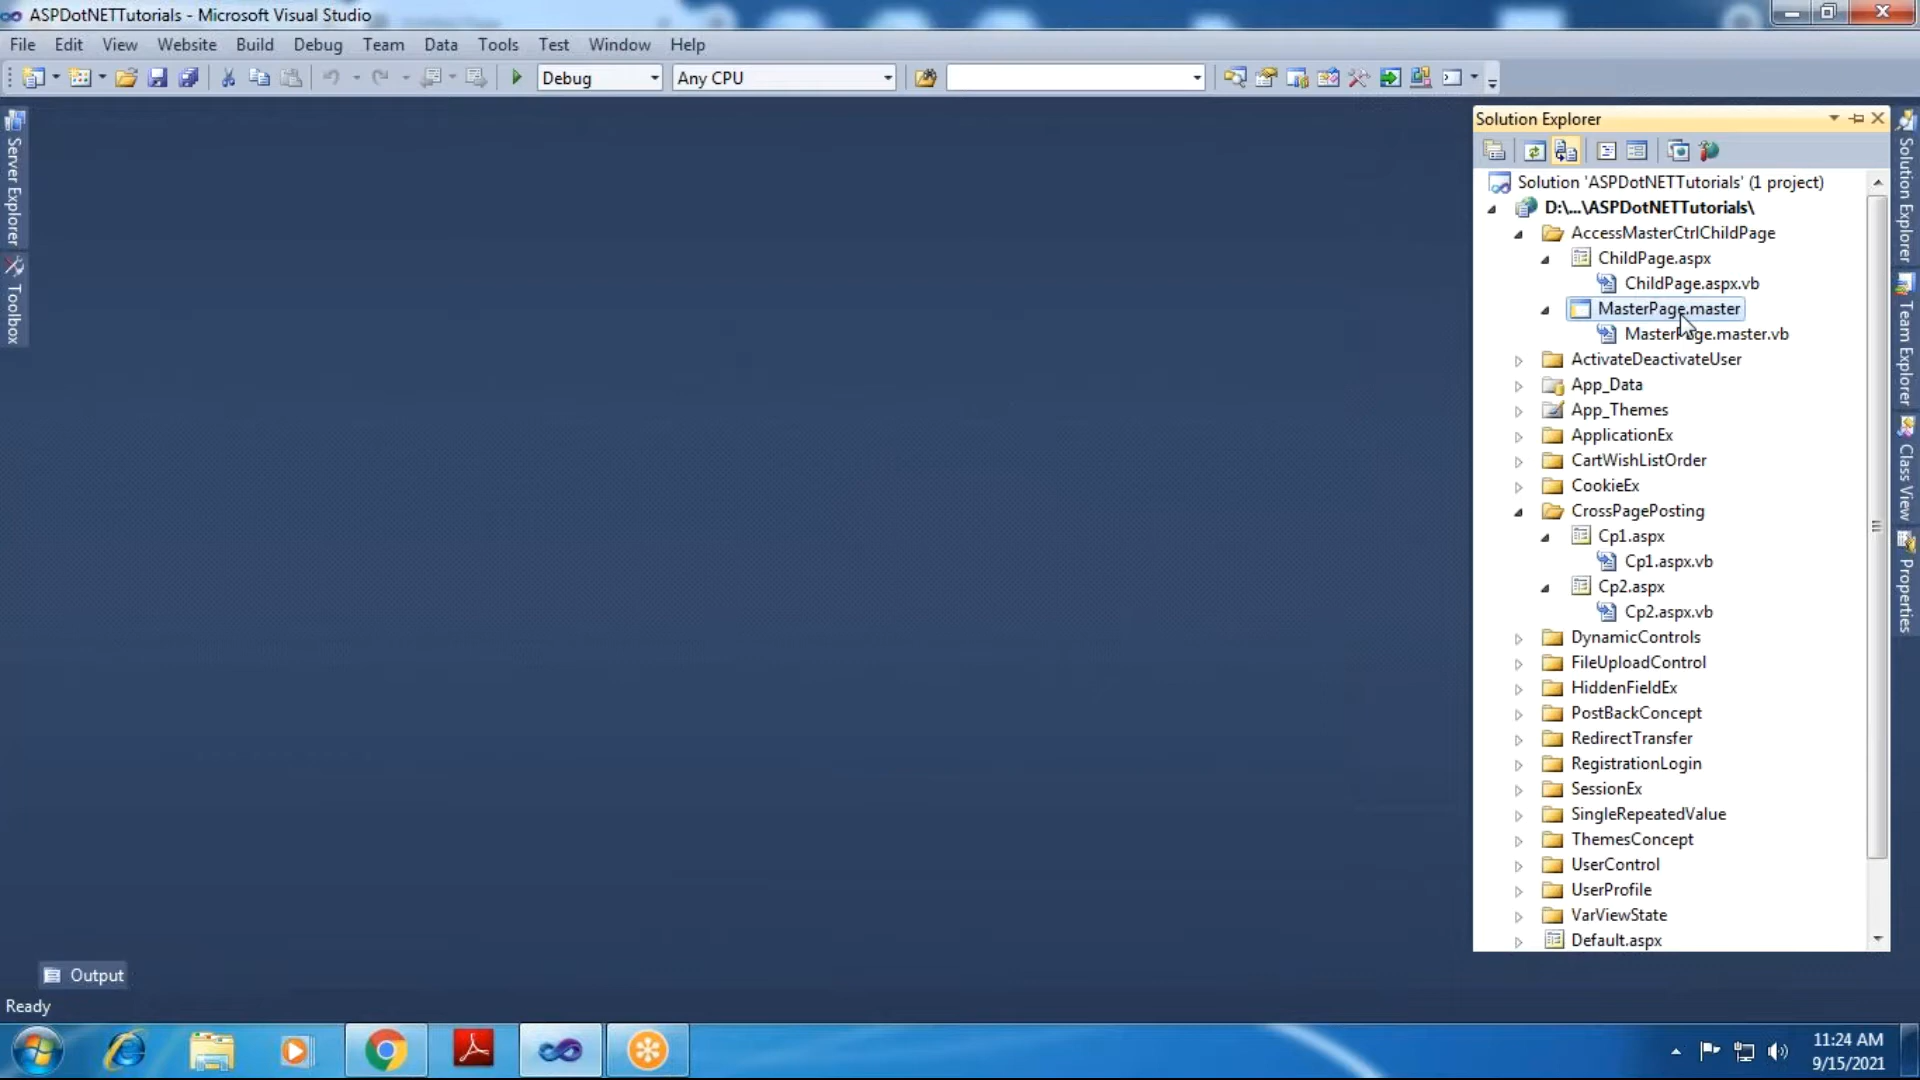 ASPDotNETTutorials - Microsoft Visual Studio
File Edit View Website Build Debug Team Data Tools Test Window Help
Debug Any CPU
Server Explorer
Toolbox
Solution Explorer
Solution 'ASPDotNETTutorials' (1 project)
D:\...\ASPDotNETTutorials\
AccessMasterCtrlChildPage
ChildPage.aspx
ChildPage.aspx.vb
MasterPage.master
MasterPage.master.vb
ActivateDeactivateUser
App_Data
App_Themes
ApplicationEx
CartWishListOrder
CookieEx
CrossPagePosting
Cp1.aspx
Cp1.aspx.vb
Cp2.aspx
Cp2.aspx.vb
DynamicControls
FileUploadControl
HiddenFieldEx
PostBackConcept
RedirectTransfer
RegistrationLogin
SessionEx
SingleRepeatedValue
ThemesConcept
UserControl
UserProfile
VarViewState
Default.aspx
Solution Explorer
Team Explorer
Class View
Properties
Output
Ready
11:24 AM
9/15/2021